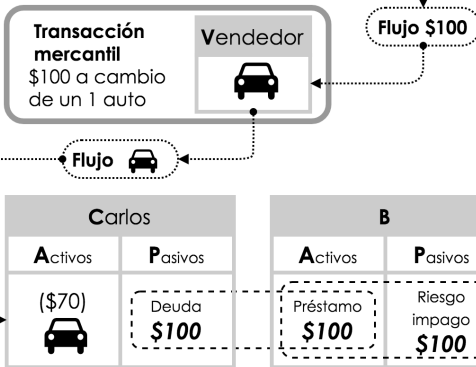 Transacción
mercantil
$100 a cambio
de un 1 auto
Vendedor
Flujo $100
Flujo
Carlos
B
Activos
Pasivos
Activos
Pasivos
($70)
Deuda
$100
Préstamo
$100
Riesgo
impago
$100